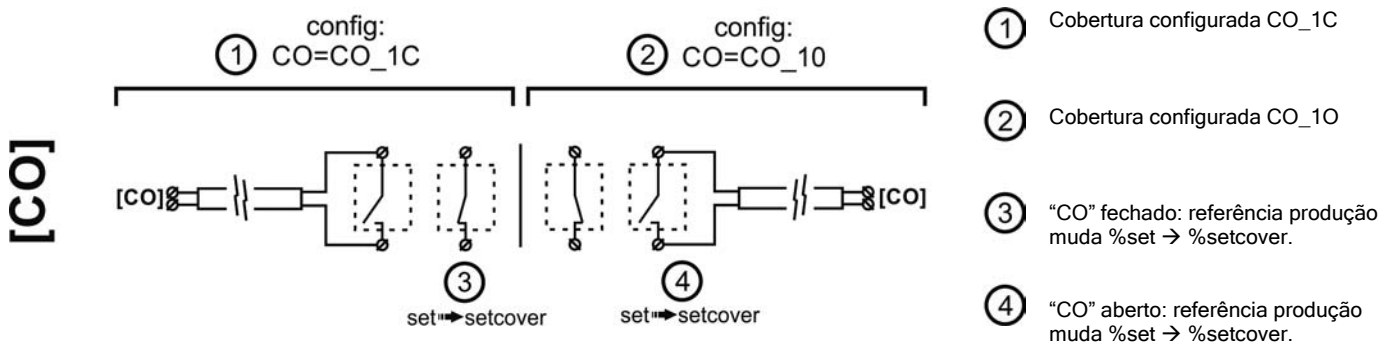 [CO]
config:
1 CO=CO_1C
config:
2 CO=CO_10
[CO]
[CO]
3
set➡setcover
4
set➡setcover
1 Cobertura configurada CO_1C
2 Cobertura configurada CO_1O
3 “CO” fechado: referência produção
muda %set → %setcover.
4 “CO” aberto: referência produção
muda %set → %setcover.